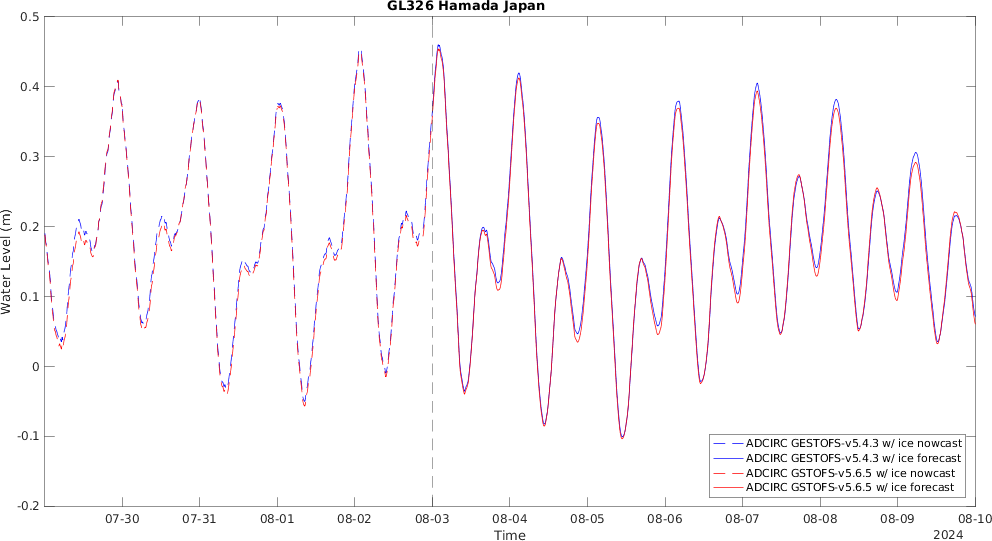 GL326 Hamada Japan
0.5
0.4
0.3
0.2
0.1
0
-0.1
-0.2
Water Level (m)
ADCIRC GESTOFS-v5.4.3 w/ ice nowcast
ADCIRC GESTOFS-v5.4.3 w/ ice forecast
ADCIRC GSTOFS-v5.6.5 w/ ice nowcast
ADCIRC GSTOFS-v5.6.5 w/ ice forecast
07-30 07-31 08-01 08-02 08-03 08-04 08-05 08-06 08-07 08-08 08-09 08-10
Time
2024